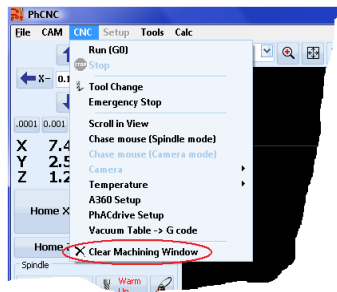 PhCNC
File CAM CNC Setup Tools Calc
Run (G0)
Stop
X-
Tool Change
Emergency Stop
.0001 0.001
Scroll in View
Chase mouse (Spindle mode)
Chase mouse (Camera mode)
Camera
Temperature
A360 Setup
PhACdrive Setup
Vacuum Table -> G code
Clear Machining Window
X 7.4
Y 2.5
Z 1.2
Home X
Home
Spindle
Warm
Up